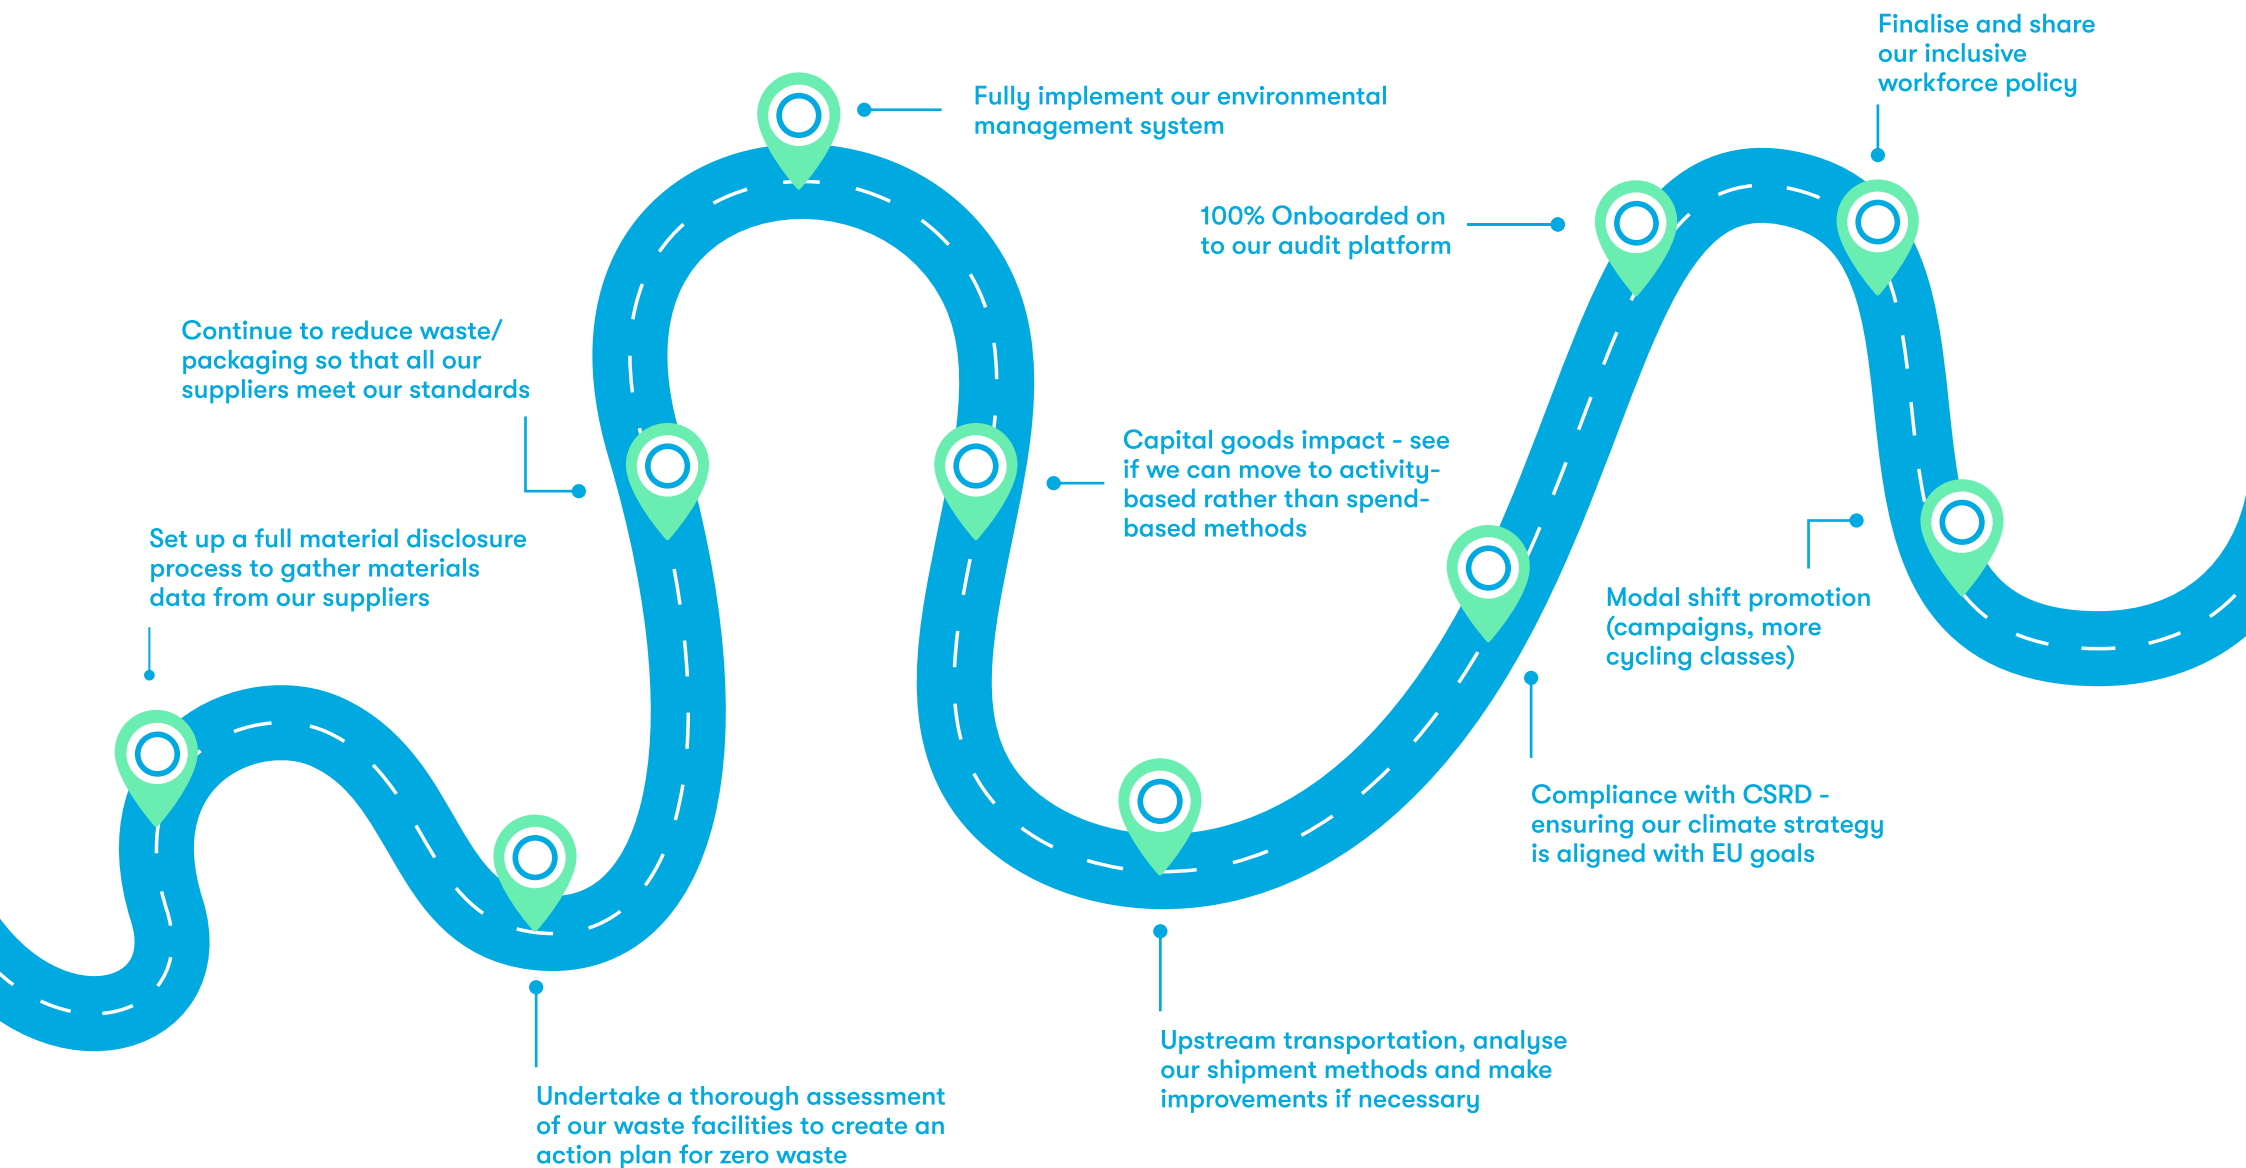 Finalise and share
our inclusive
workforce policy
Fully implement our environmental
management system
100% Onboarded on
to our audit platform
Continue to reduce waste/
packaging so that all our
suppliers meet our standards
Capital goods impact - see
if we can move to activity-
based rather than spend-
based methods
Set up a full material disclosure
process to gather materials
data from our suppliers
Modal shift promotion
(campaigns, more
cycling classes)
Compliance with CSRD -
ensuring our climate strategy
is aligned with EU goals
Upstream transportation, analyse
our shipment methods and make
improvements if necessary
Undertake a thorough assessment
of our waste facilities to create an
action plan for zero waste